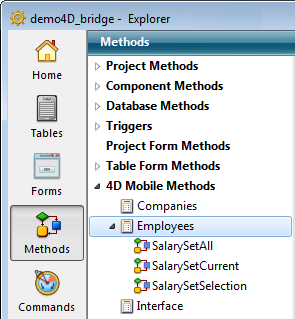 demo4D_bridge - Explorer
Home
Tables
Forms
Methods
Commands
Methods
Project Methods
Component Methods
Database Methods
Triggers
Project Form Methods
Table Form Methods
4D Mobile Methods
Companies
Employees
SalarySetAll
SalarySetCurrent
SalarySetSelection
Interface